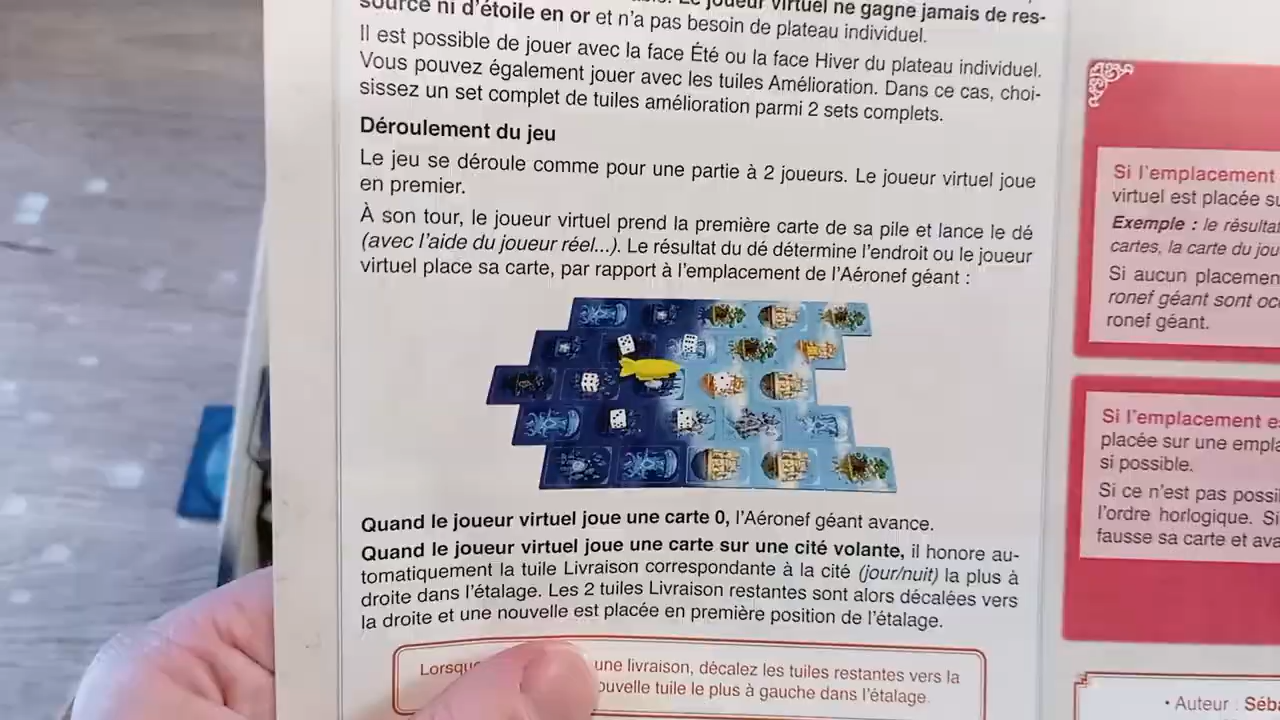 joueur virtuel ne gagne jamais de res-
source ni d'étoile en or et n'a pas besoin de plateau individuel.
Il est possible de jouer avec la face Été ou la face Hiver du plateau individuel.
Vous pouvez également jouer avec les tuiles Amélioration. Dans ce cas, choi-
sissez un set complet de tuiles amélioration parmi 2 sets complets.
Déroulement du jeu
Le jeu se déroule comme pour une partie à 2 joueurs. Le joueur virtuel joue
en premier.
À son tour, le joueur virtuel prend la première carte de sa pile et lance le dé
(avec l'aide du joueur réel...). Le résultat du dé détermine l'endroit ou le joueur
virtuel place sa carte, par rapport à l'emplacement de l'Aéronef géant :
Quand le joueur virtuel joue une carte 0, l'Aéronef géant avance.
Quand le joueur virtuel joue une carte sur une cité volante, il honore au-
tomatiquement la tuile Livraison correspondante à la cité (jour/nuit) la plus à
droite dans l'étalage. Les 2 tuiles Livraison restantes sont alors décalées vers
la droite et une nouvelle est placée en première position de l'étalage.
une livraison, décalez les tuiles restantes vers la
tuile le plus à gauche dans l'étalage.
Si l'emplacement
virtuel est placée
Exemple : le
cartes, la carte du
Si aucun
ronef géant sont
ronef géant.
Si l'emplacement
placée sur une
si possible.
Si ce n'est pas
l'ordre horlogique. Si
fausse sa carte et
• Auteur :